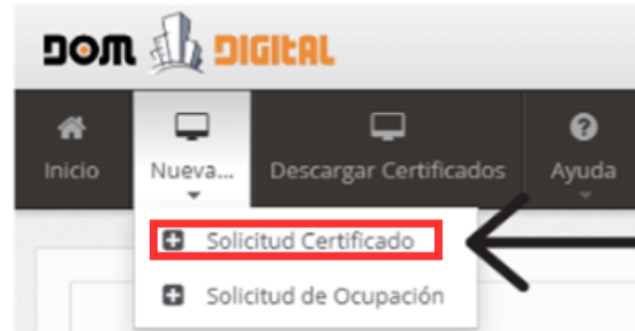 DOM DIGITAL
Inicio
Nueva...
Descargar Certificados
Ayuda
Solicitud Certificado
Solicitud de Ocupación